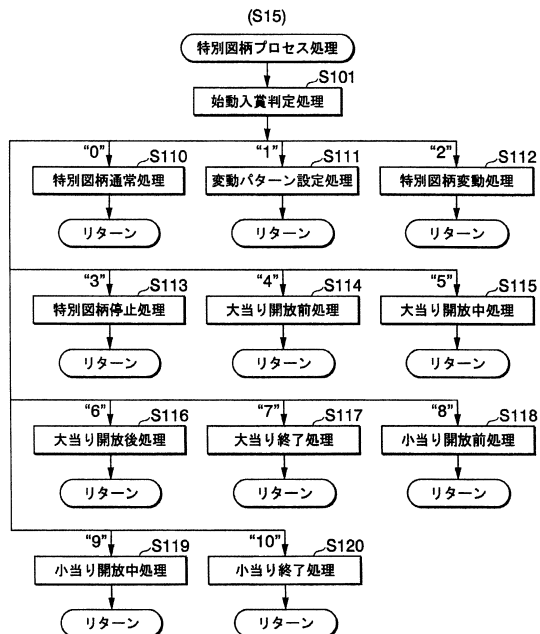 (S15)
特別図柄プロセス処理
S101
始動入賞判定処理
“0”
S110
特別図柄通常処理
リターン
“1”
S111
変動パターン設定処理
リターン
“2”
S112
特別図柄変動処理
リターン
“3”
S113
特別図柄停止処理
リターン
“4”
S114
大当り開放前処理
リターン
“5”
S115
大当り開放中処理
リターン
“6”
S116
大当り開放後処理
リターン
“7”
S117
大当り終了処理
リターン
“8”
S118
小当り開放前処理
リターン
“9”
S119
小当り開放中処理
リターン
“10”
S120
小当り終了処理
リターン